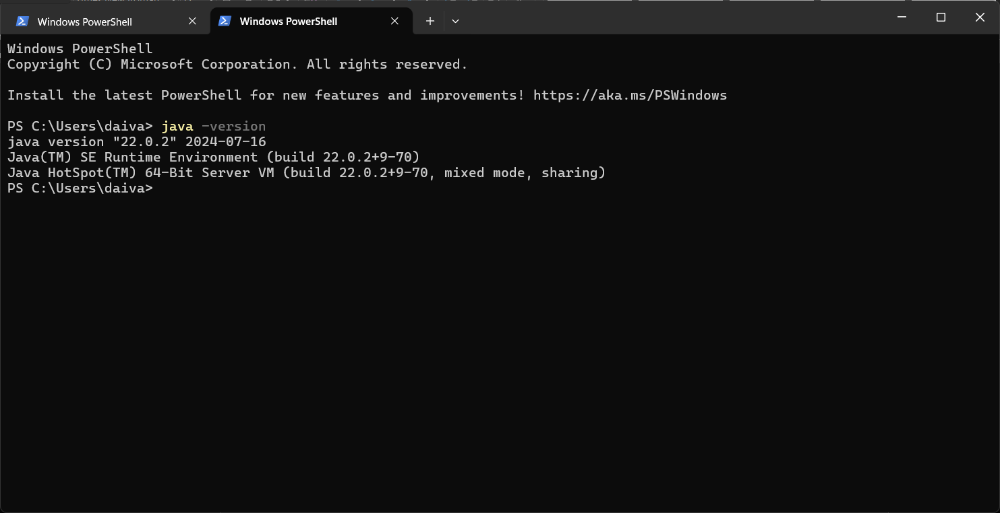 Windows PowerShell
Windows PowerShell
Windows PowerShell
Copyright (C) Microsoft Corporation. All rights reserved.
Install the latest PowerShell for new features and improvements! https://aka.ms/PSWindows
PS C:\Users\daiva> java -version
java version "22.0.2" 2024-07-16
Java(TM) SE Runtime Environment (build 22.0.2+9-70)
Java HotSpot(TM) 64-Bit Server VM (build 22.0.2+9-70, mixed mode, sharing)
PS C:\Users\daiva>